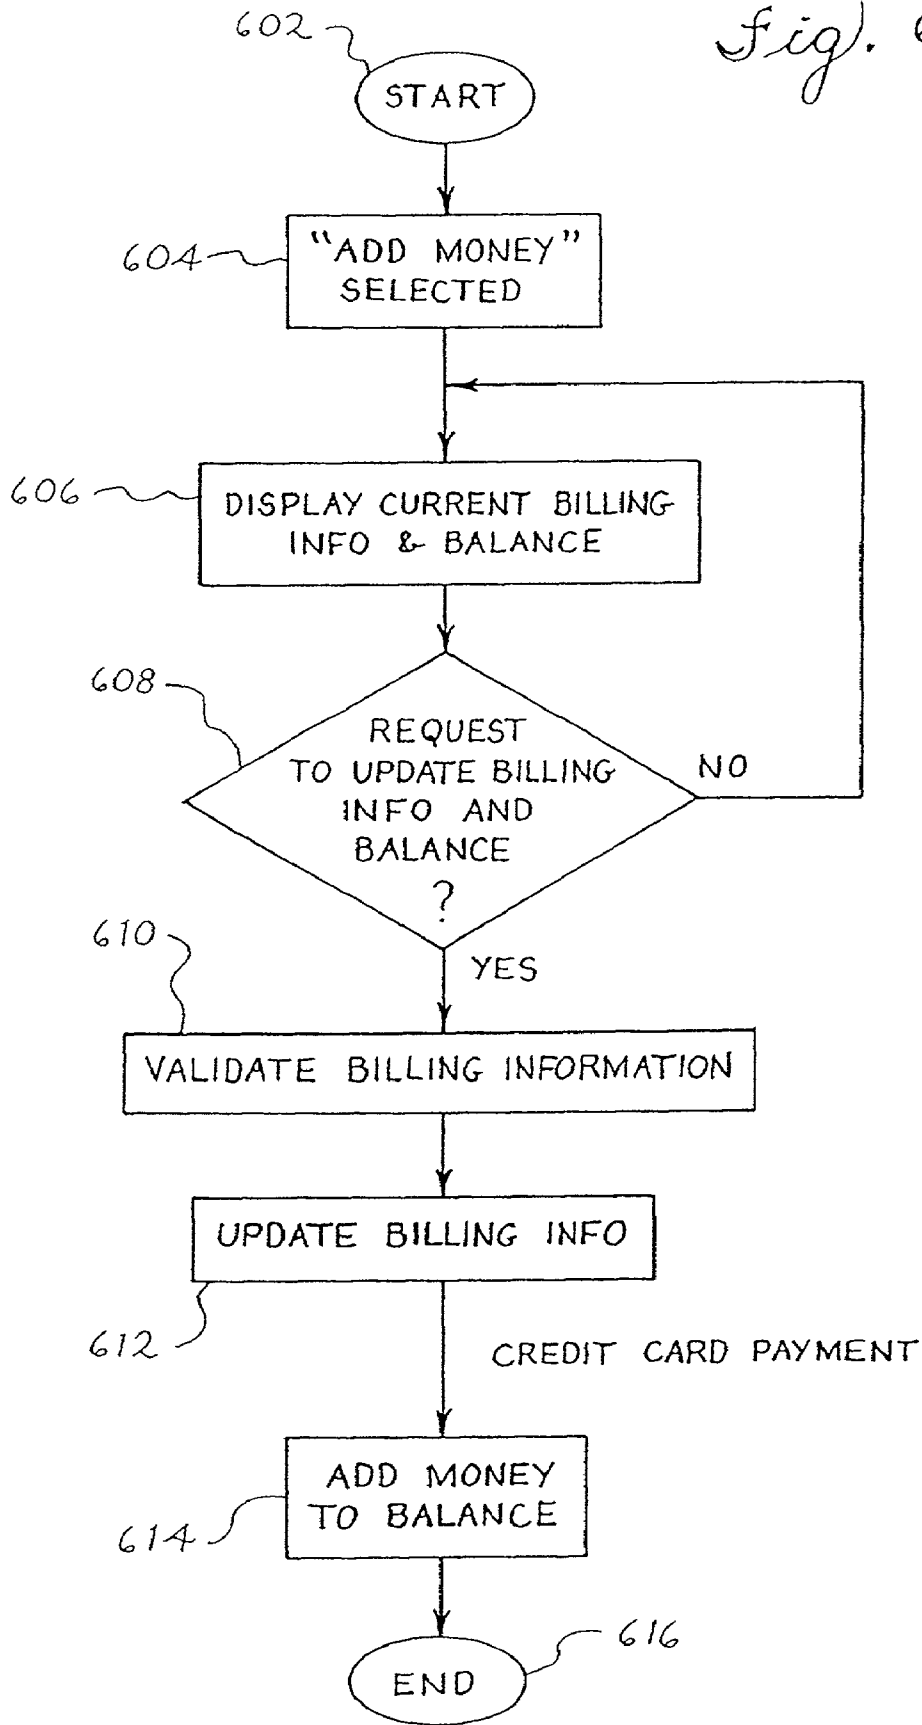 602
Fig. 6
START
604
"ADD MONEY"
SELECTED
606
DISPLAY CURRENT BILLING
INFO & BALANCE
608
REQUEST
TO UPDATE BILLING
INFO AND
BALANCE
?
NO
610
YES
VALIDATE BILLING INFORMATION
UPDATE BILLING INFO
612
CREDIT CARD PAYMENT
ADD MONEY
TO BALANCE
614
616
END